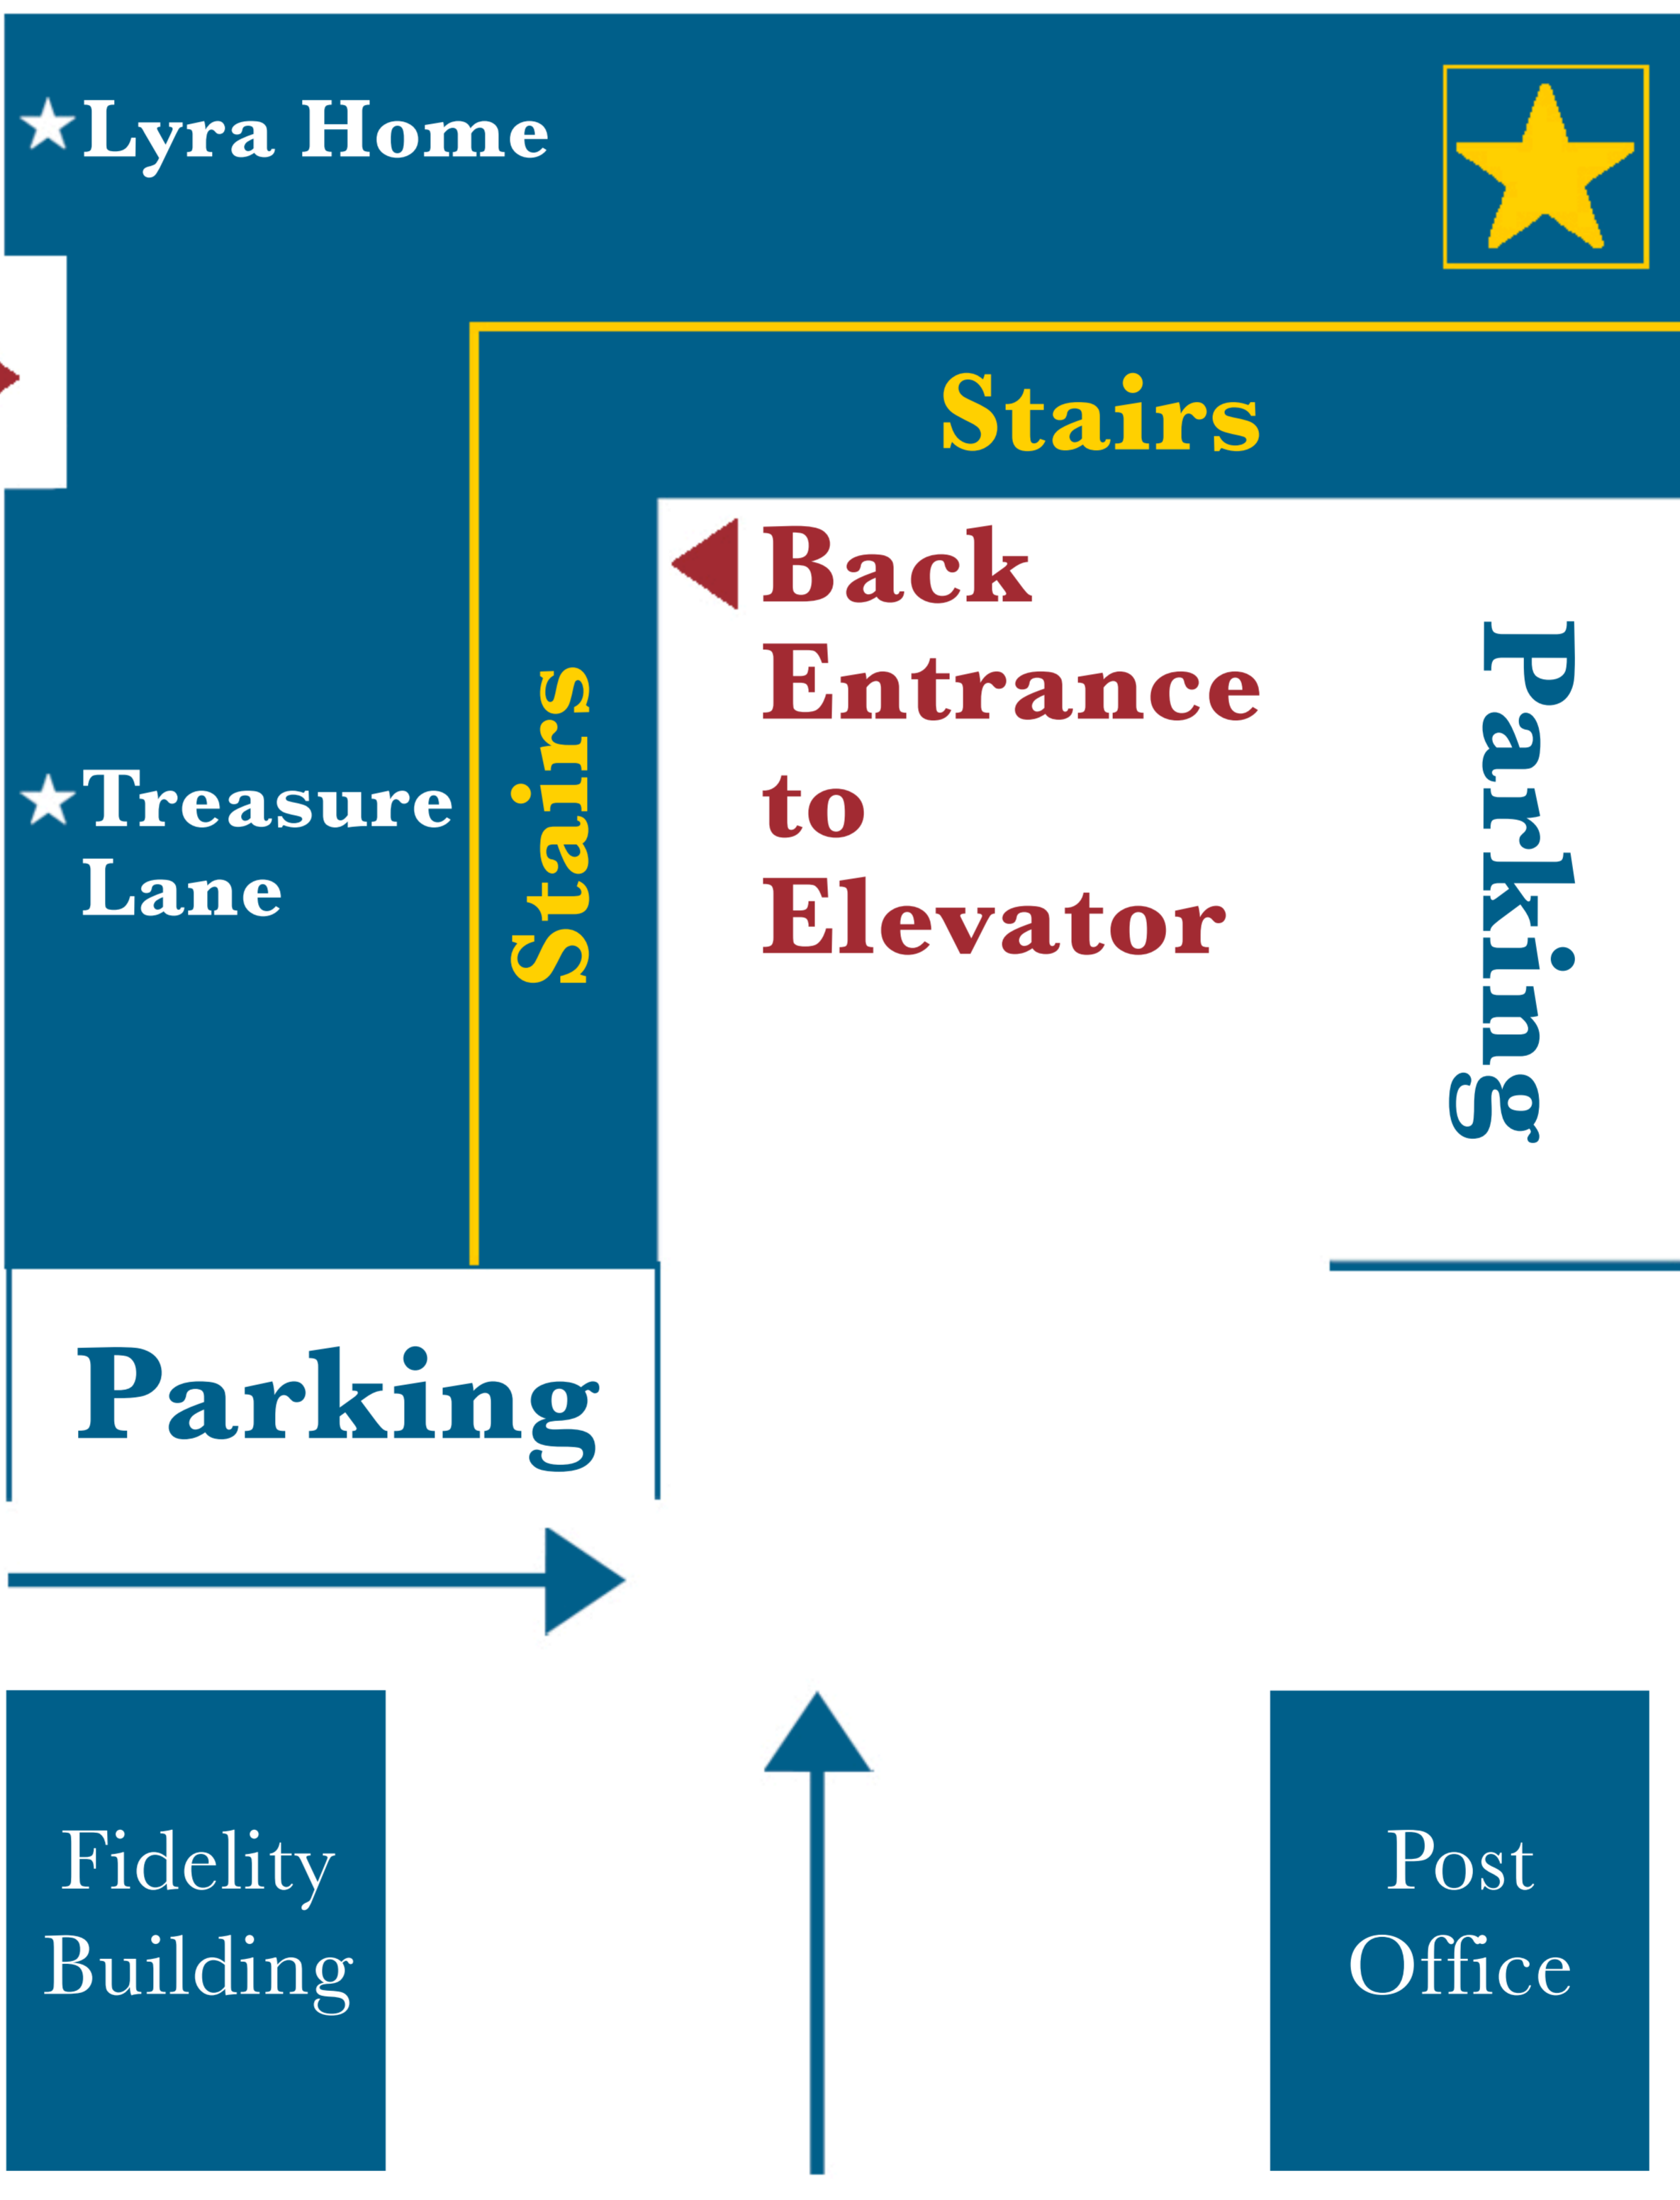 Lyra Home
Stairs
Back
Entrance
to
Elevator
Parking
Stairs
Treasure
Lane
Parking
Fidelity
Building
Post
Office